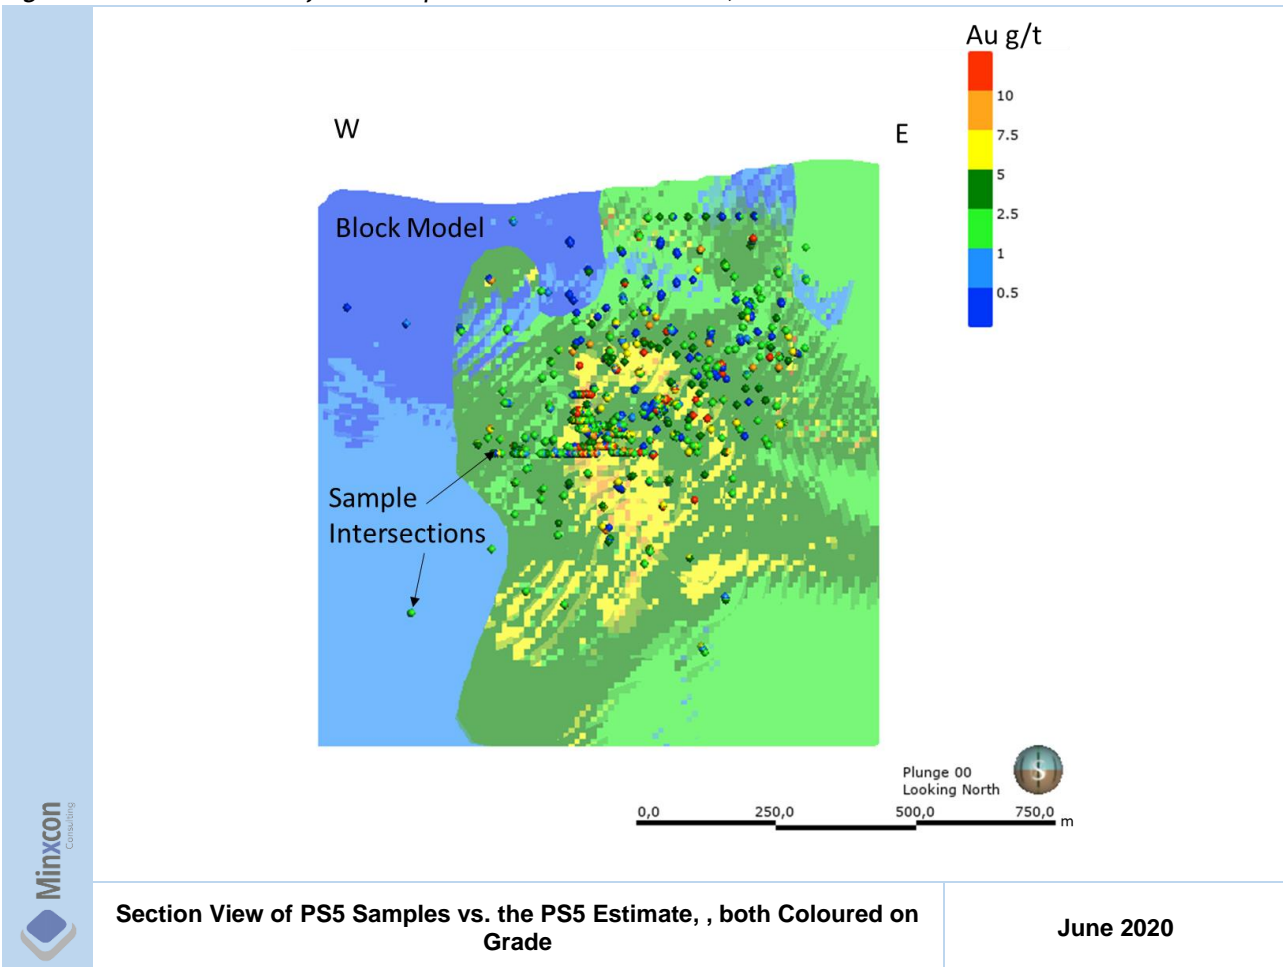 Au g/t
10
7.5
5
2.5
1
0.5
W
E
Block Model
Sample
Intersections
Plunge 00
Looking North
S
0,0 250,0 500,0 750,0 m
Minxcon
Consulting
Section View of PS5 Samples vs. the PS5 Estimate, , both Coloured on
Grade
June 2020